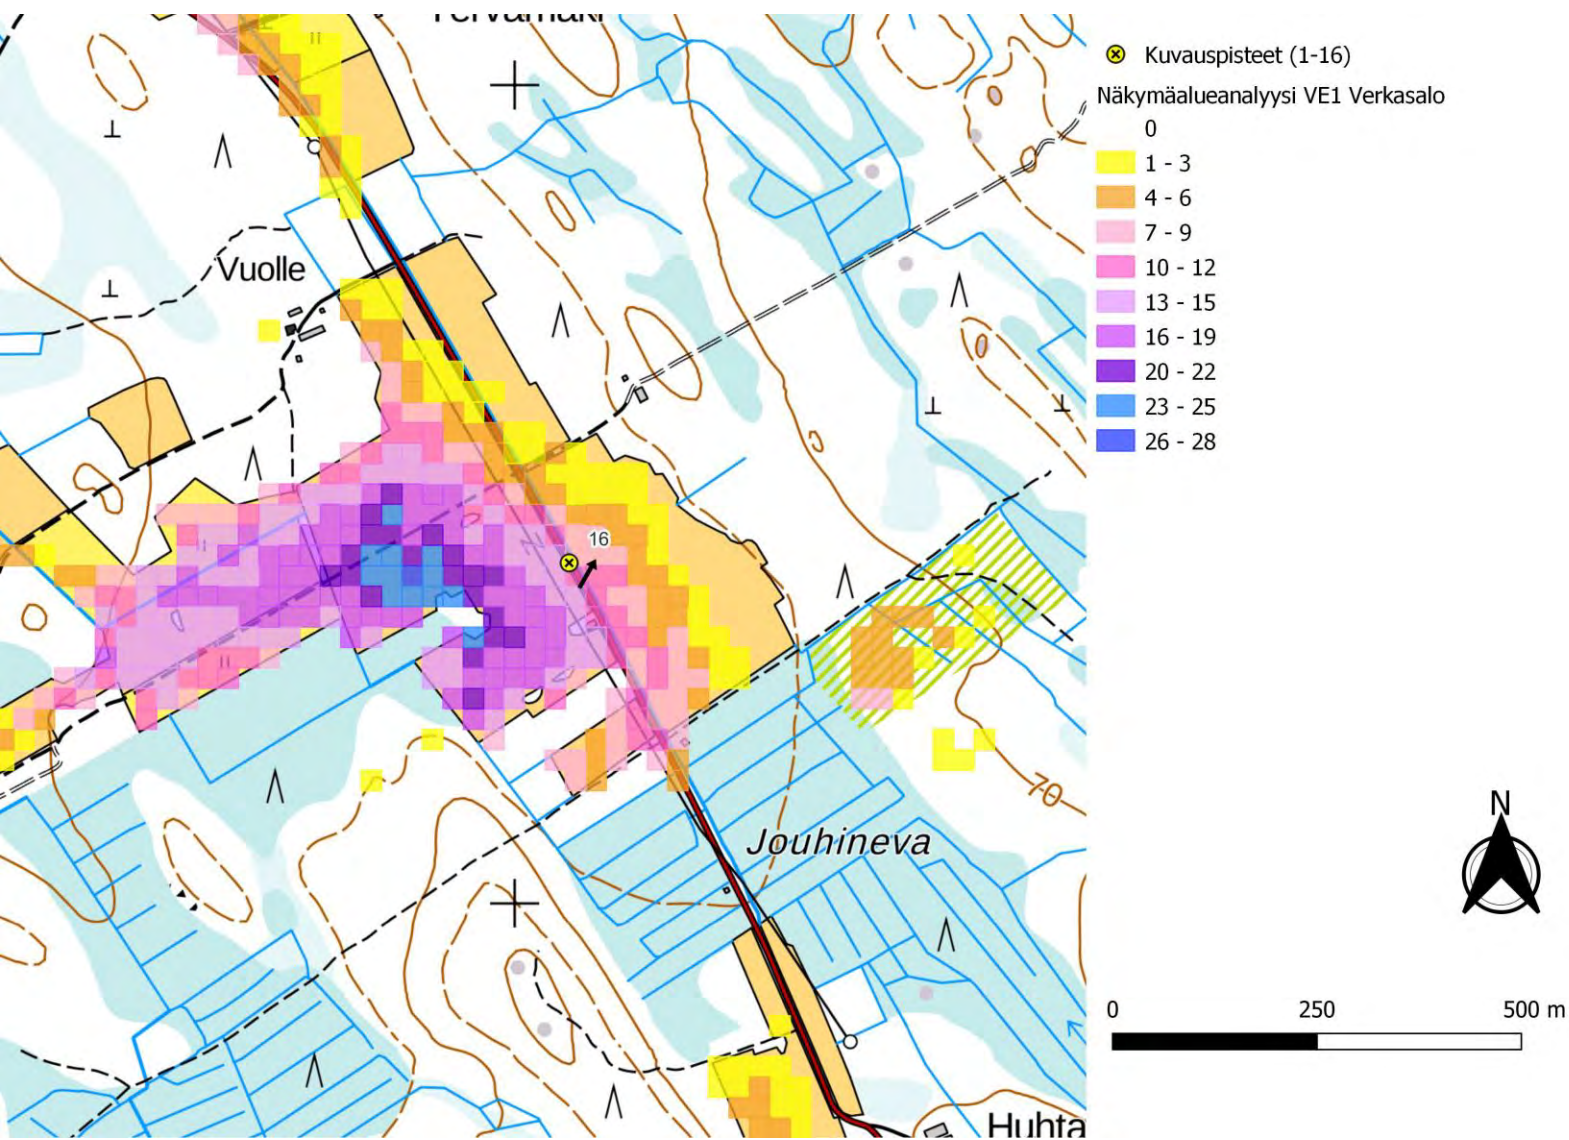 Tervamäki
Vuolle
16
70
Jouhineva
Huhta
Kuvauspisteet (1-16)
Näkymäalueanalyysi VE1 Verkasalo
0
1 - 3
4 - 6
7 - 9
10 - 12
13 - 15
16 - 19
20 - 22
23 - 25
26 - 28
N
0 250 500 m